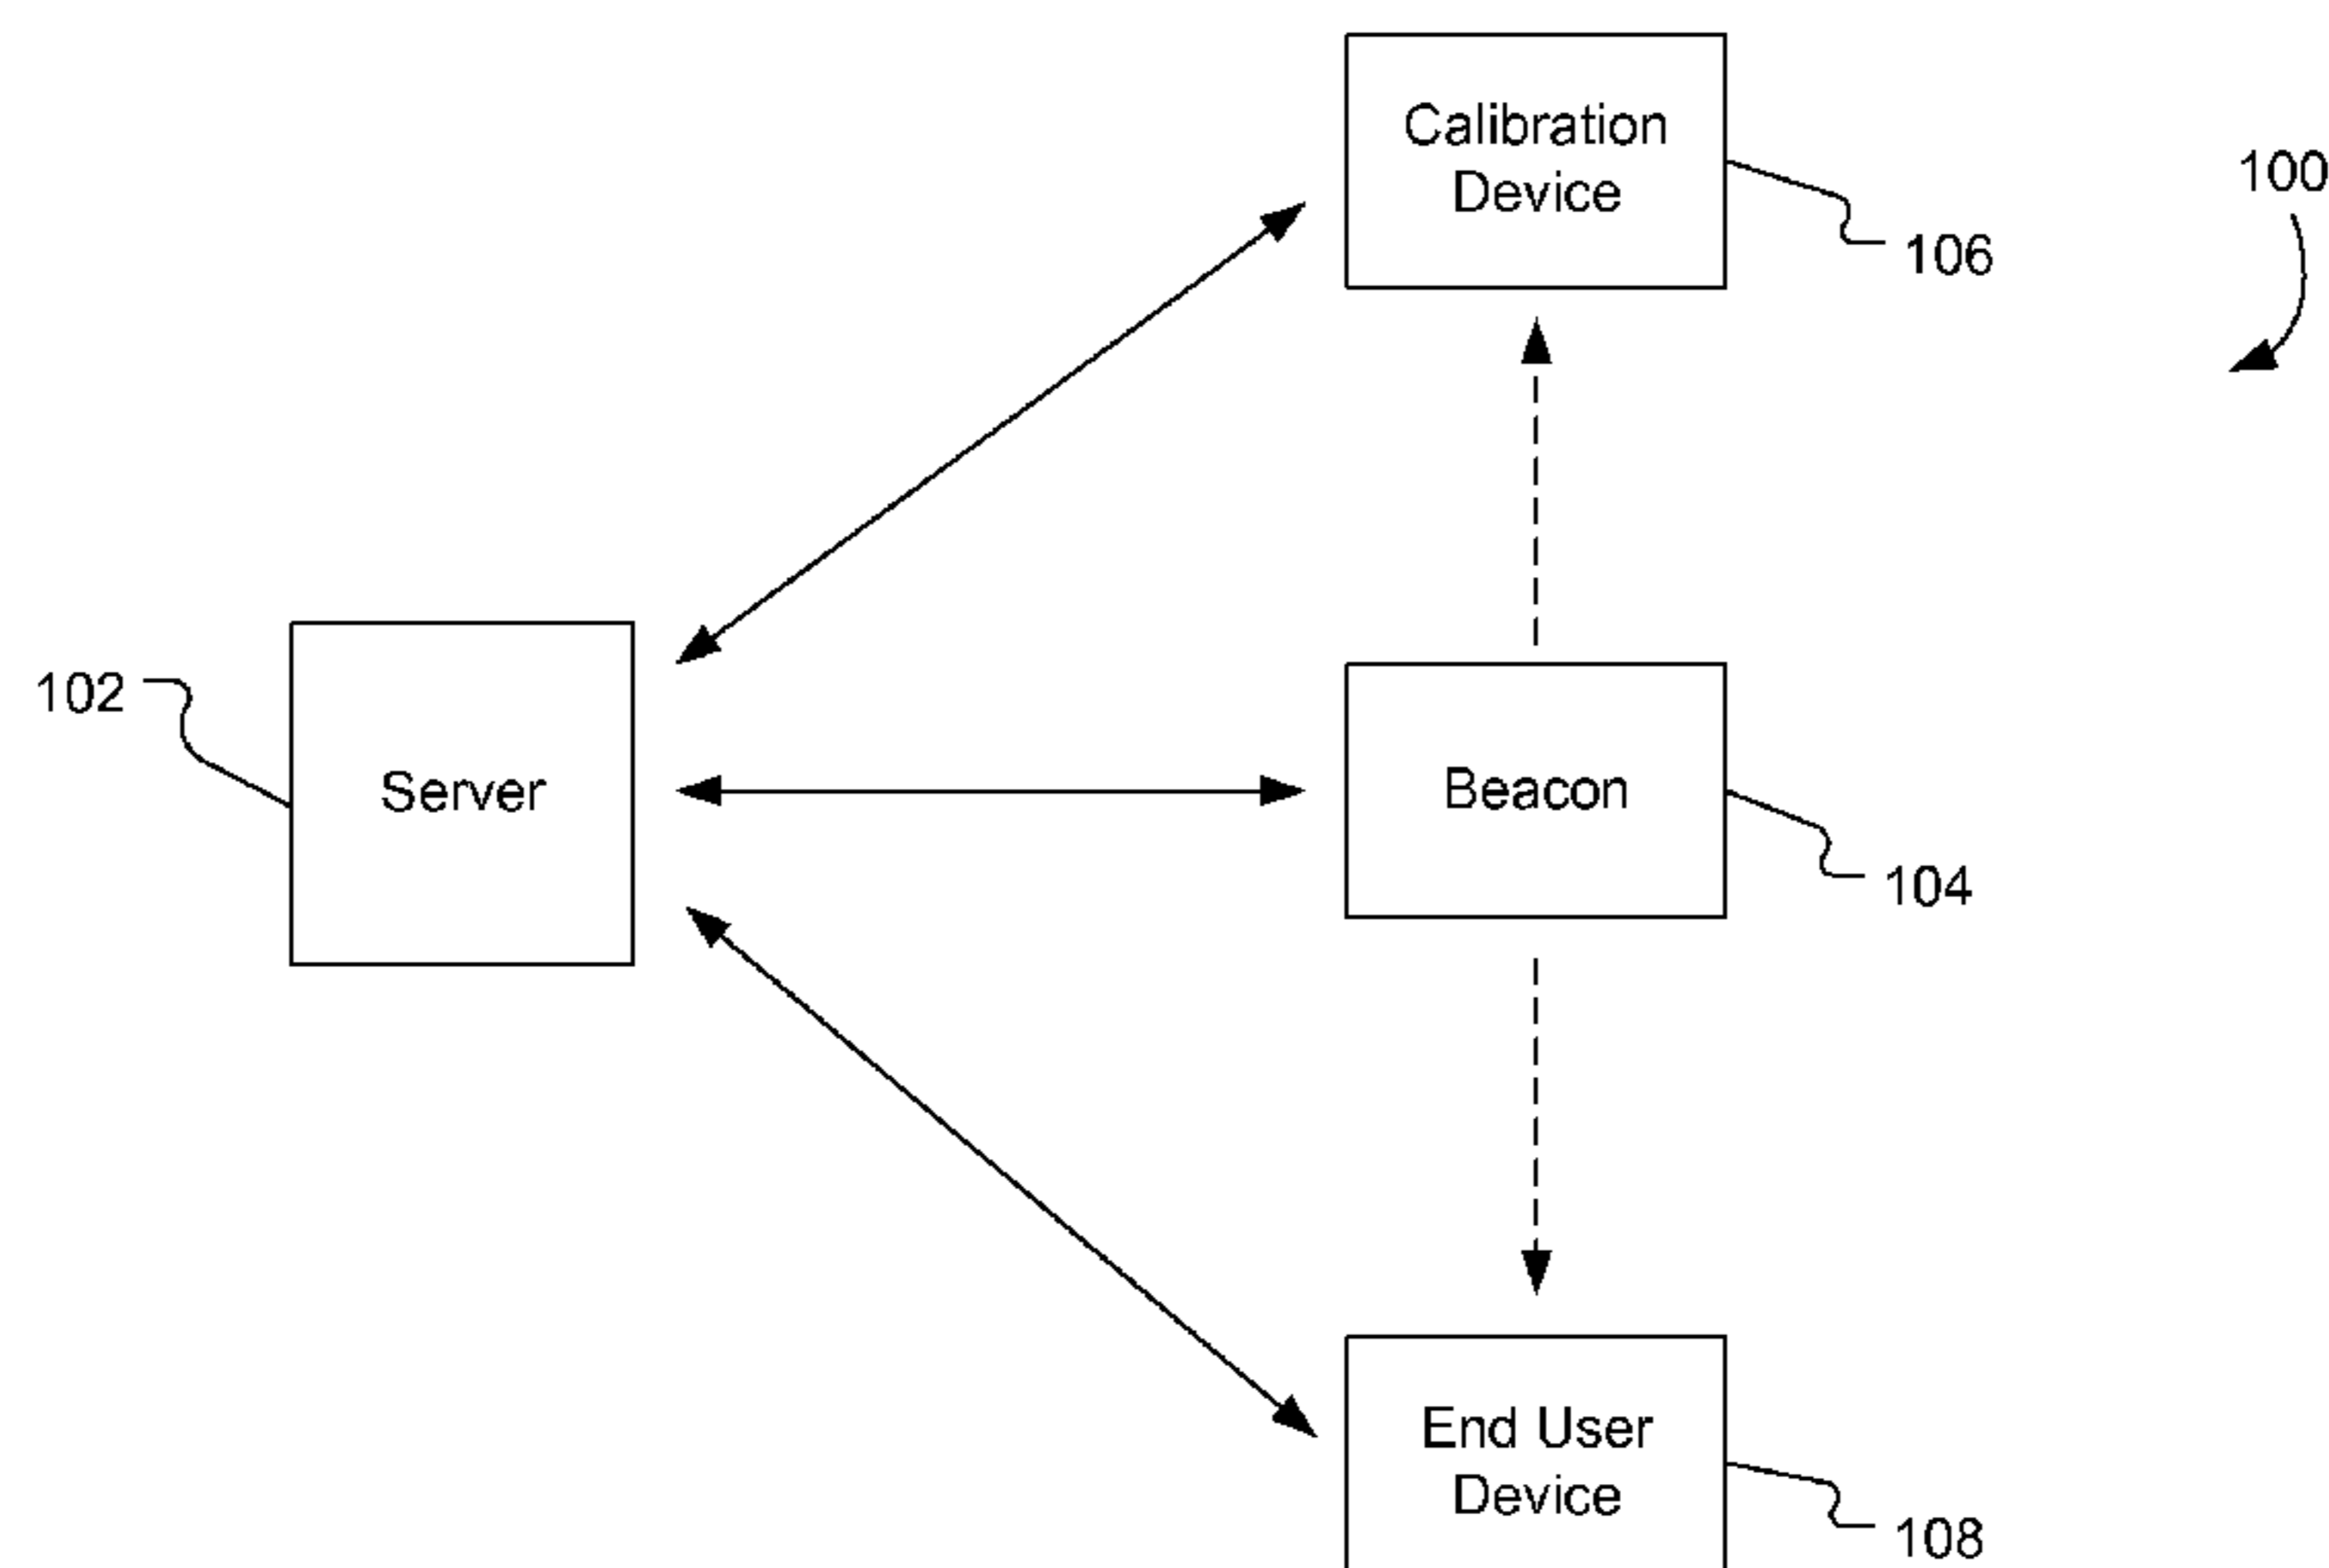 Calibration
Device
100
106
102
Server
Beacon
104
End User
Device
108